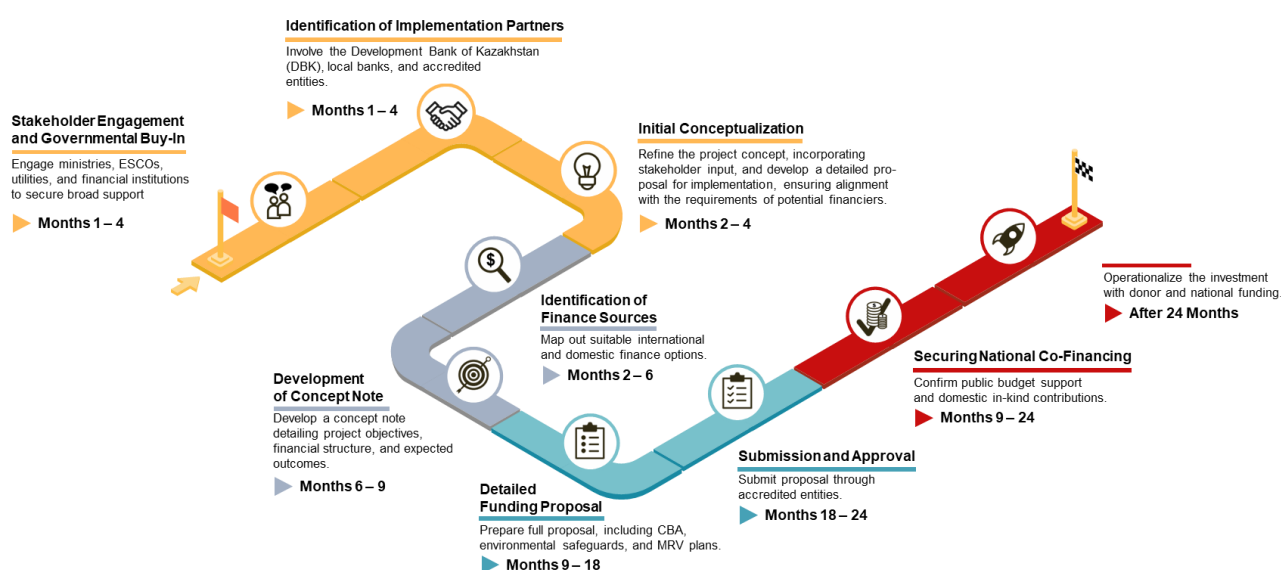 Stakeholder Engagement
and Governmental Buy-In
Engage ministries, ESCOs,
utilities, and financial institutions
to secure broad support
Months 1 – 4
Identification of Implementation Partners
Involve the Development Bank of Kazakhstan
(DBK), local banks, and accredited
entities.
Months 1 – 4
Initial Conceptualization
Refine the project concept, incorporating
stakeholder input, and develop a detailed pro-
posal for implementation, ensuring alignment
with the requirements of potential financiers.
Months 2 – 4
$
Identification of
Finance Sources
Map out suitable international
and domestic finance options.
Months 2 – 6
Development
of Concept Note
Develop a concept note
detailing project objectives,
financial structure, and expected
outcomes.
Months 6 – 9
Detailed
Funding Proposal
Prepare full proposal, including CBA,
environmental safeguards, and MRV plans.
Months 9 – 18
Submission and Approval
Submit proposal through
accredited entities.
Months 18 – 24
Securing National Co-Financing
Confirm public budget support
and domestic in-kind contributions.
Months 9 – 24
Operationalize the investment
with donor and national funding.
After 24 Months